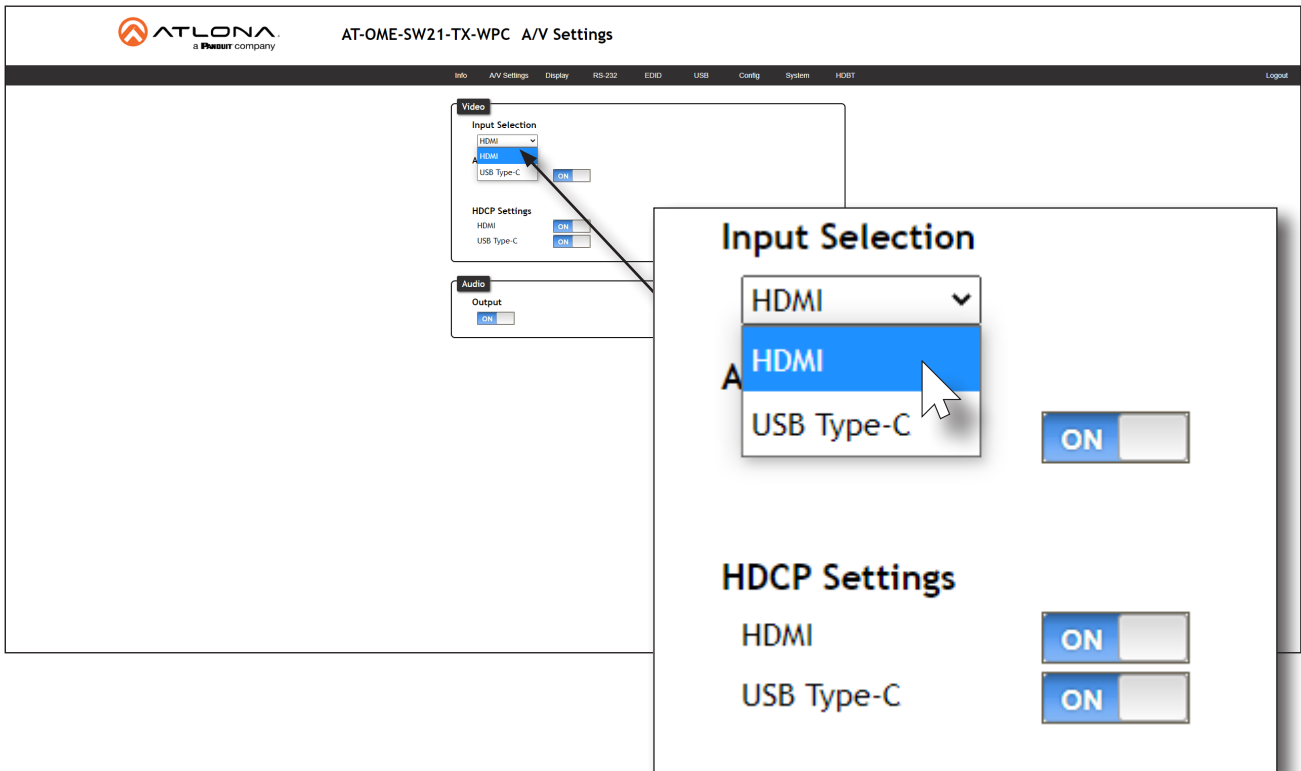 ATLONA.
a PANDUIT company
AT-OME-SW21-TX-WPC A/V Settings
Info A/V Settings Display RS-232 EDID USB Config System HDBT Logout
Video
Input Selection
HDMI
HDMI
A
USB Type-C ON
HDCP Settings
HDMI ON
USB Type-C ON
Audio
Output
ON
Input Selection
HDMI
HDMI
A
USB Type-C ON
HDCP Settings
HDMI ON
USB Type-C ON